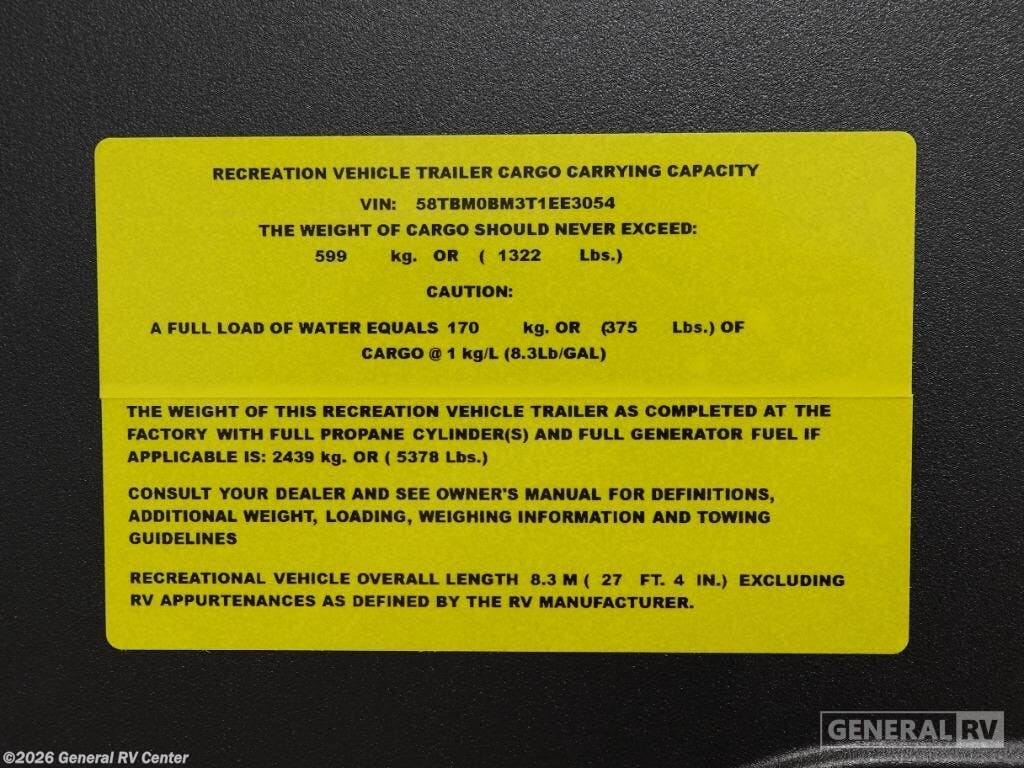 RECREATION VEHICLE TRAILER CARGO CARRYING CAPACITY
VIN: 58TBM0BM3T1EE3054
THE WEIGHT OF CARGO SHOULD NEVER EXCEED:
599 kg. OR ( 1322 Lbs.)
CAUTION:
A FULL LOAD OF WATER EQUALS 170 kg. OR (375 Lbs.) OF
CARGO @ 1 kg/L (8.3Lb/GAL)
THE WEIGHT OF THIS RECREATION VEHICLE TRAILER AS COMPLETED AT THE
FACTORY WITH FULL PROPANE CYLINDER(S) AND FULL GENERATOR FUEL IF
APPLICABLE IS: 2439 kg. OR ( 5378 Lbs.)
CONSULT YOUR DEALER AND SEE OWNER'S MANUAL FOR DEFINITIONS,
ADDITIONAL WEIGHT, LOADING, WEIGHING INFORMATION AND TOWING
GUIDELINES
RECREATIONAL VEHICLE OVERALL LENGTH 8.3 M ( 27 FT. 4 IN.) EXCLUDING
RV APPURTENANCES AS DEFINED BY THE RV MANUFACTURER.
GENERAL RV
©2026 General RV Center